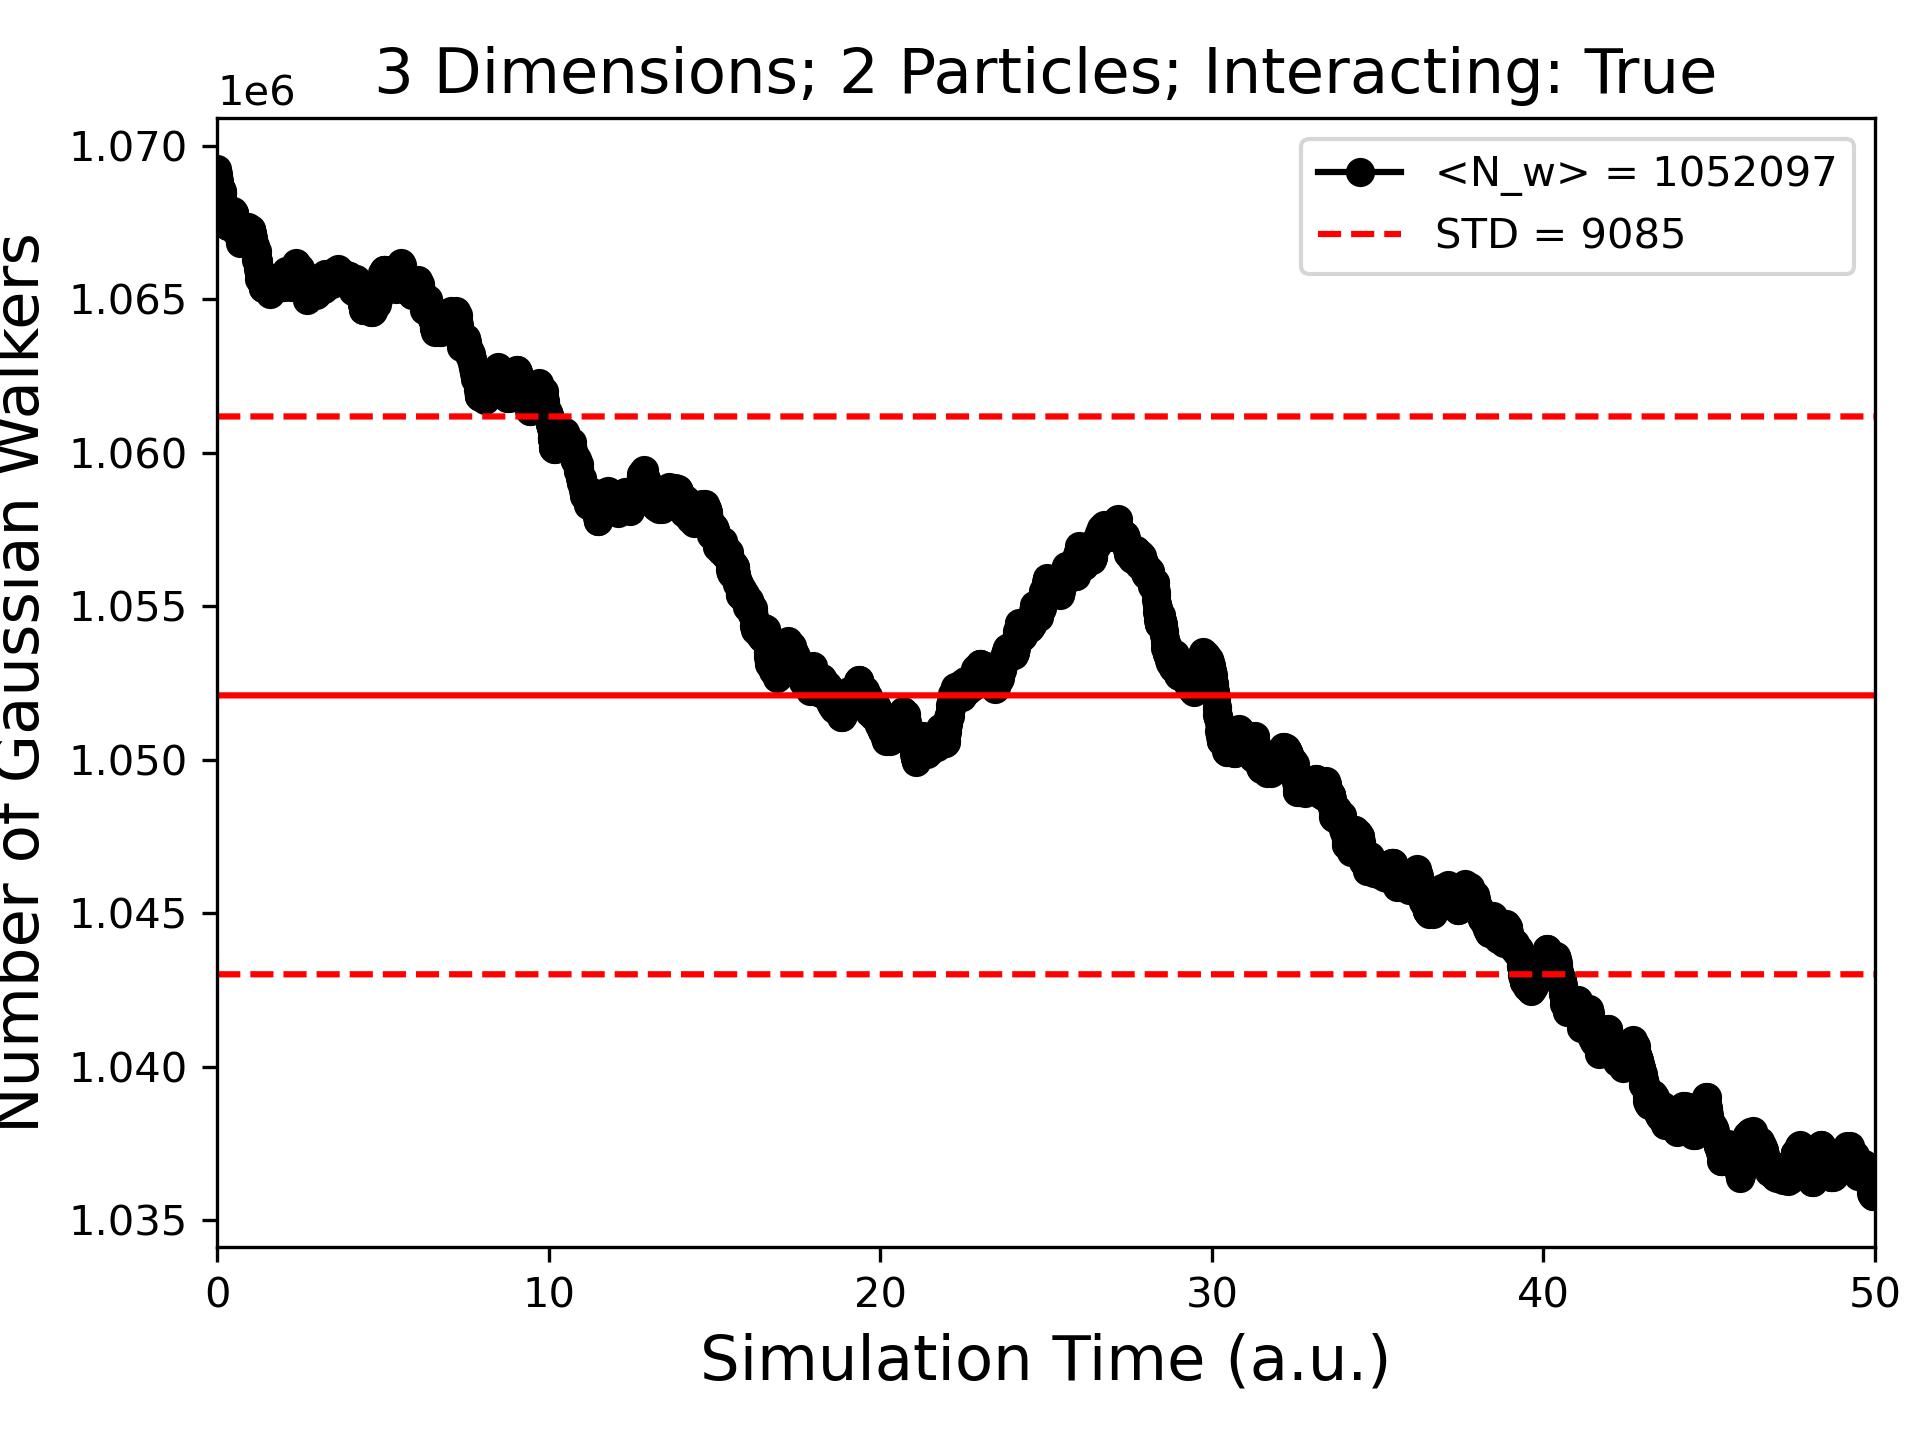 3 Dimensions; 2 Particles; Interacting: True
1e6
<N_w> = 1052097
STD = 9085
1.070
1.065
1.060
1.055
1.050
1.045
1.040
1.035
Number of Gaussian Walkers
0 10 20 30 40 50
Simulation Time (a.u.)